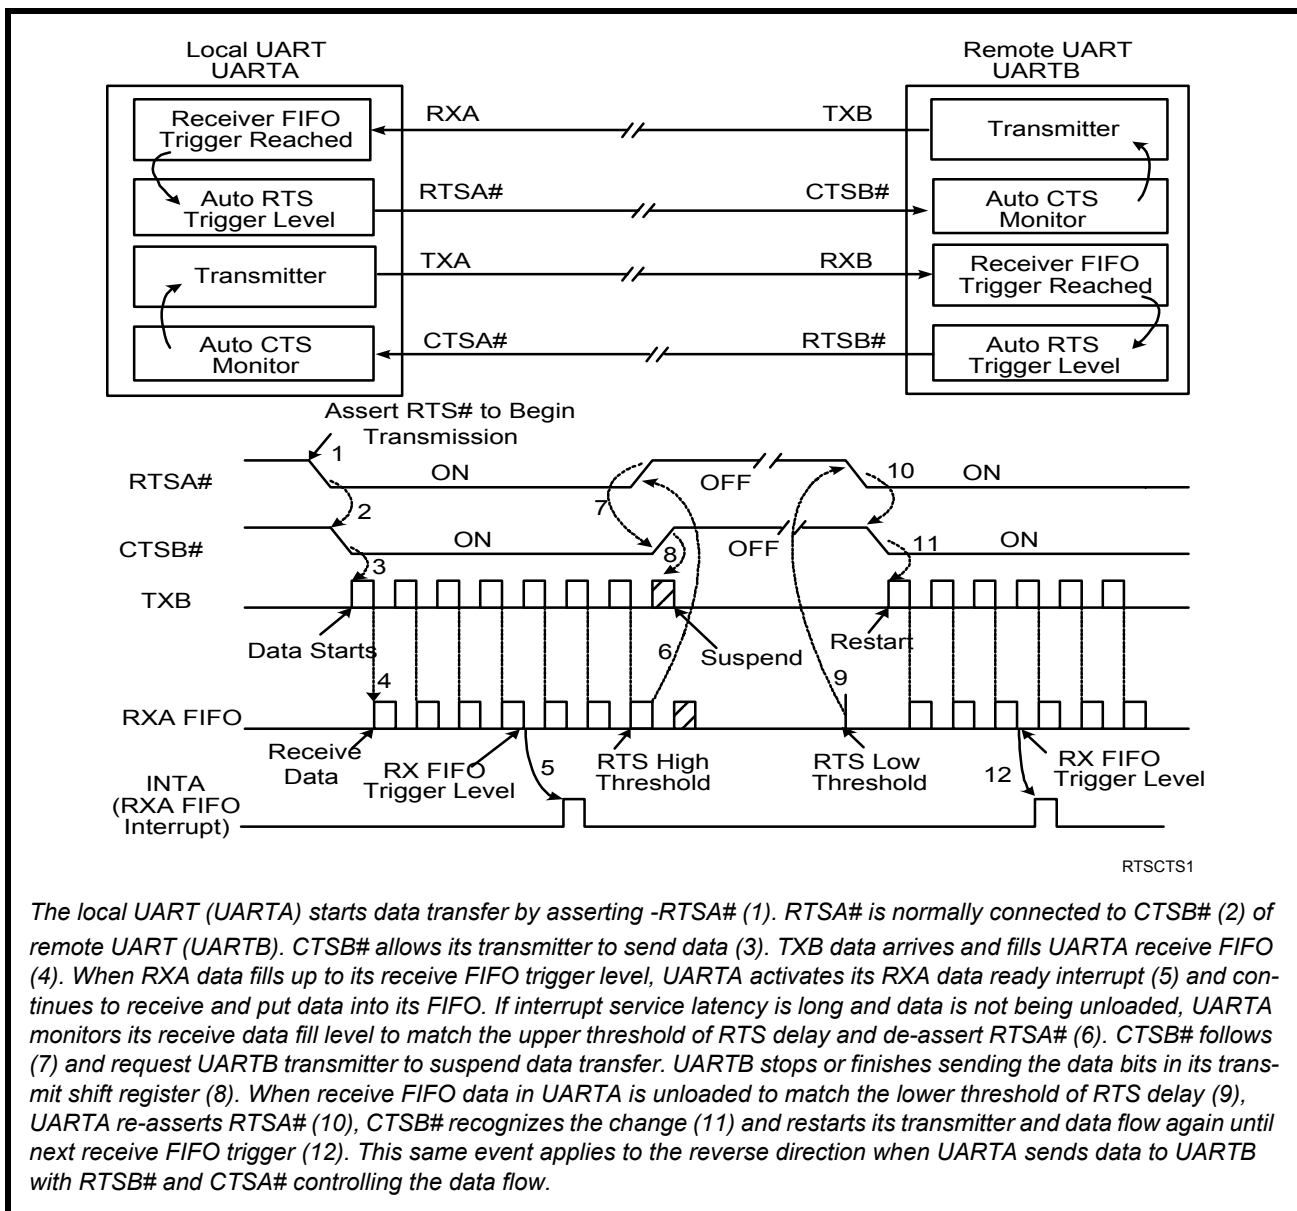 Local UART
UARTA
Remote UART
UARTB
Receiver FIFO
Trigger Reached
RXA
TXB
Transmitter
Auto RTS
Trigger Level
RTSA#
CTSB#
Auto CTS
Monitor
Transmitter
TXA
RXB
Receiver FIFO
Trigger Reached
Auto CTS
Monitor
CTSA#
RTSB#
Auto RTS
Trigger Level
Assert RTS# to Begin
Transmission
RTSA#
1
ON
7
OFF
10
ON
2
CTSB#
ON
8
OFF
11
ON
3
TXB
Data Starts
6
Suspend
Restart
4
9
RXA FIFO
Receive
Data
RX FIFO
Trigger Level
5
RTS High
Threshold
RTS Low
Threshold
12
RX FIFO
Trigger Level
INTA
(RXA FIFO
Interrupt)
RTSCTS1
The local UART (UARTA) starts data transfer by asserting -RTSA# (1). RTSA# is normally connected to CTSB# (2) of
remote UART (UARTB). CTSB# allows its transmitter to send data (3). TXB data arrives and fills UARTA receive FIFO
(4). When RXA data fills up to its receive FIFO trigger level, UARTA activates its RXA data ready interrupt (5) and con-
tinues to receive and put data into its FIFO. If interrupt service latency is long and data is not being unloaded, UARTA
monitors its receive data fill level to match the upper threshold of RTS delay and de-assert RTSA# (6). CTSB# follows
(7) and request UARTB transmitter to suspend data transfer. UARTB stops or finishes sending the data bits in its trans-
mit shift register (8). When receive FIFO data in UARTA is unloaded to match the lower threshold of RTS delay (9),
UARTA re-asserts RTSA# (10), CTSB# recognizes the change (11) and restarts its transmitter and data flow again until
next receive FIFO trigger (12). This same event applies to the reverse direction when UARTA sends data to UARTB
with RTSB# and CTSA# controlling the data flow.